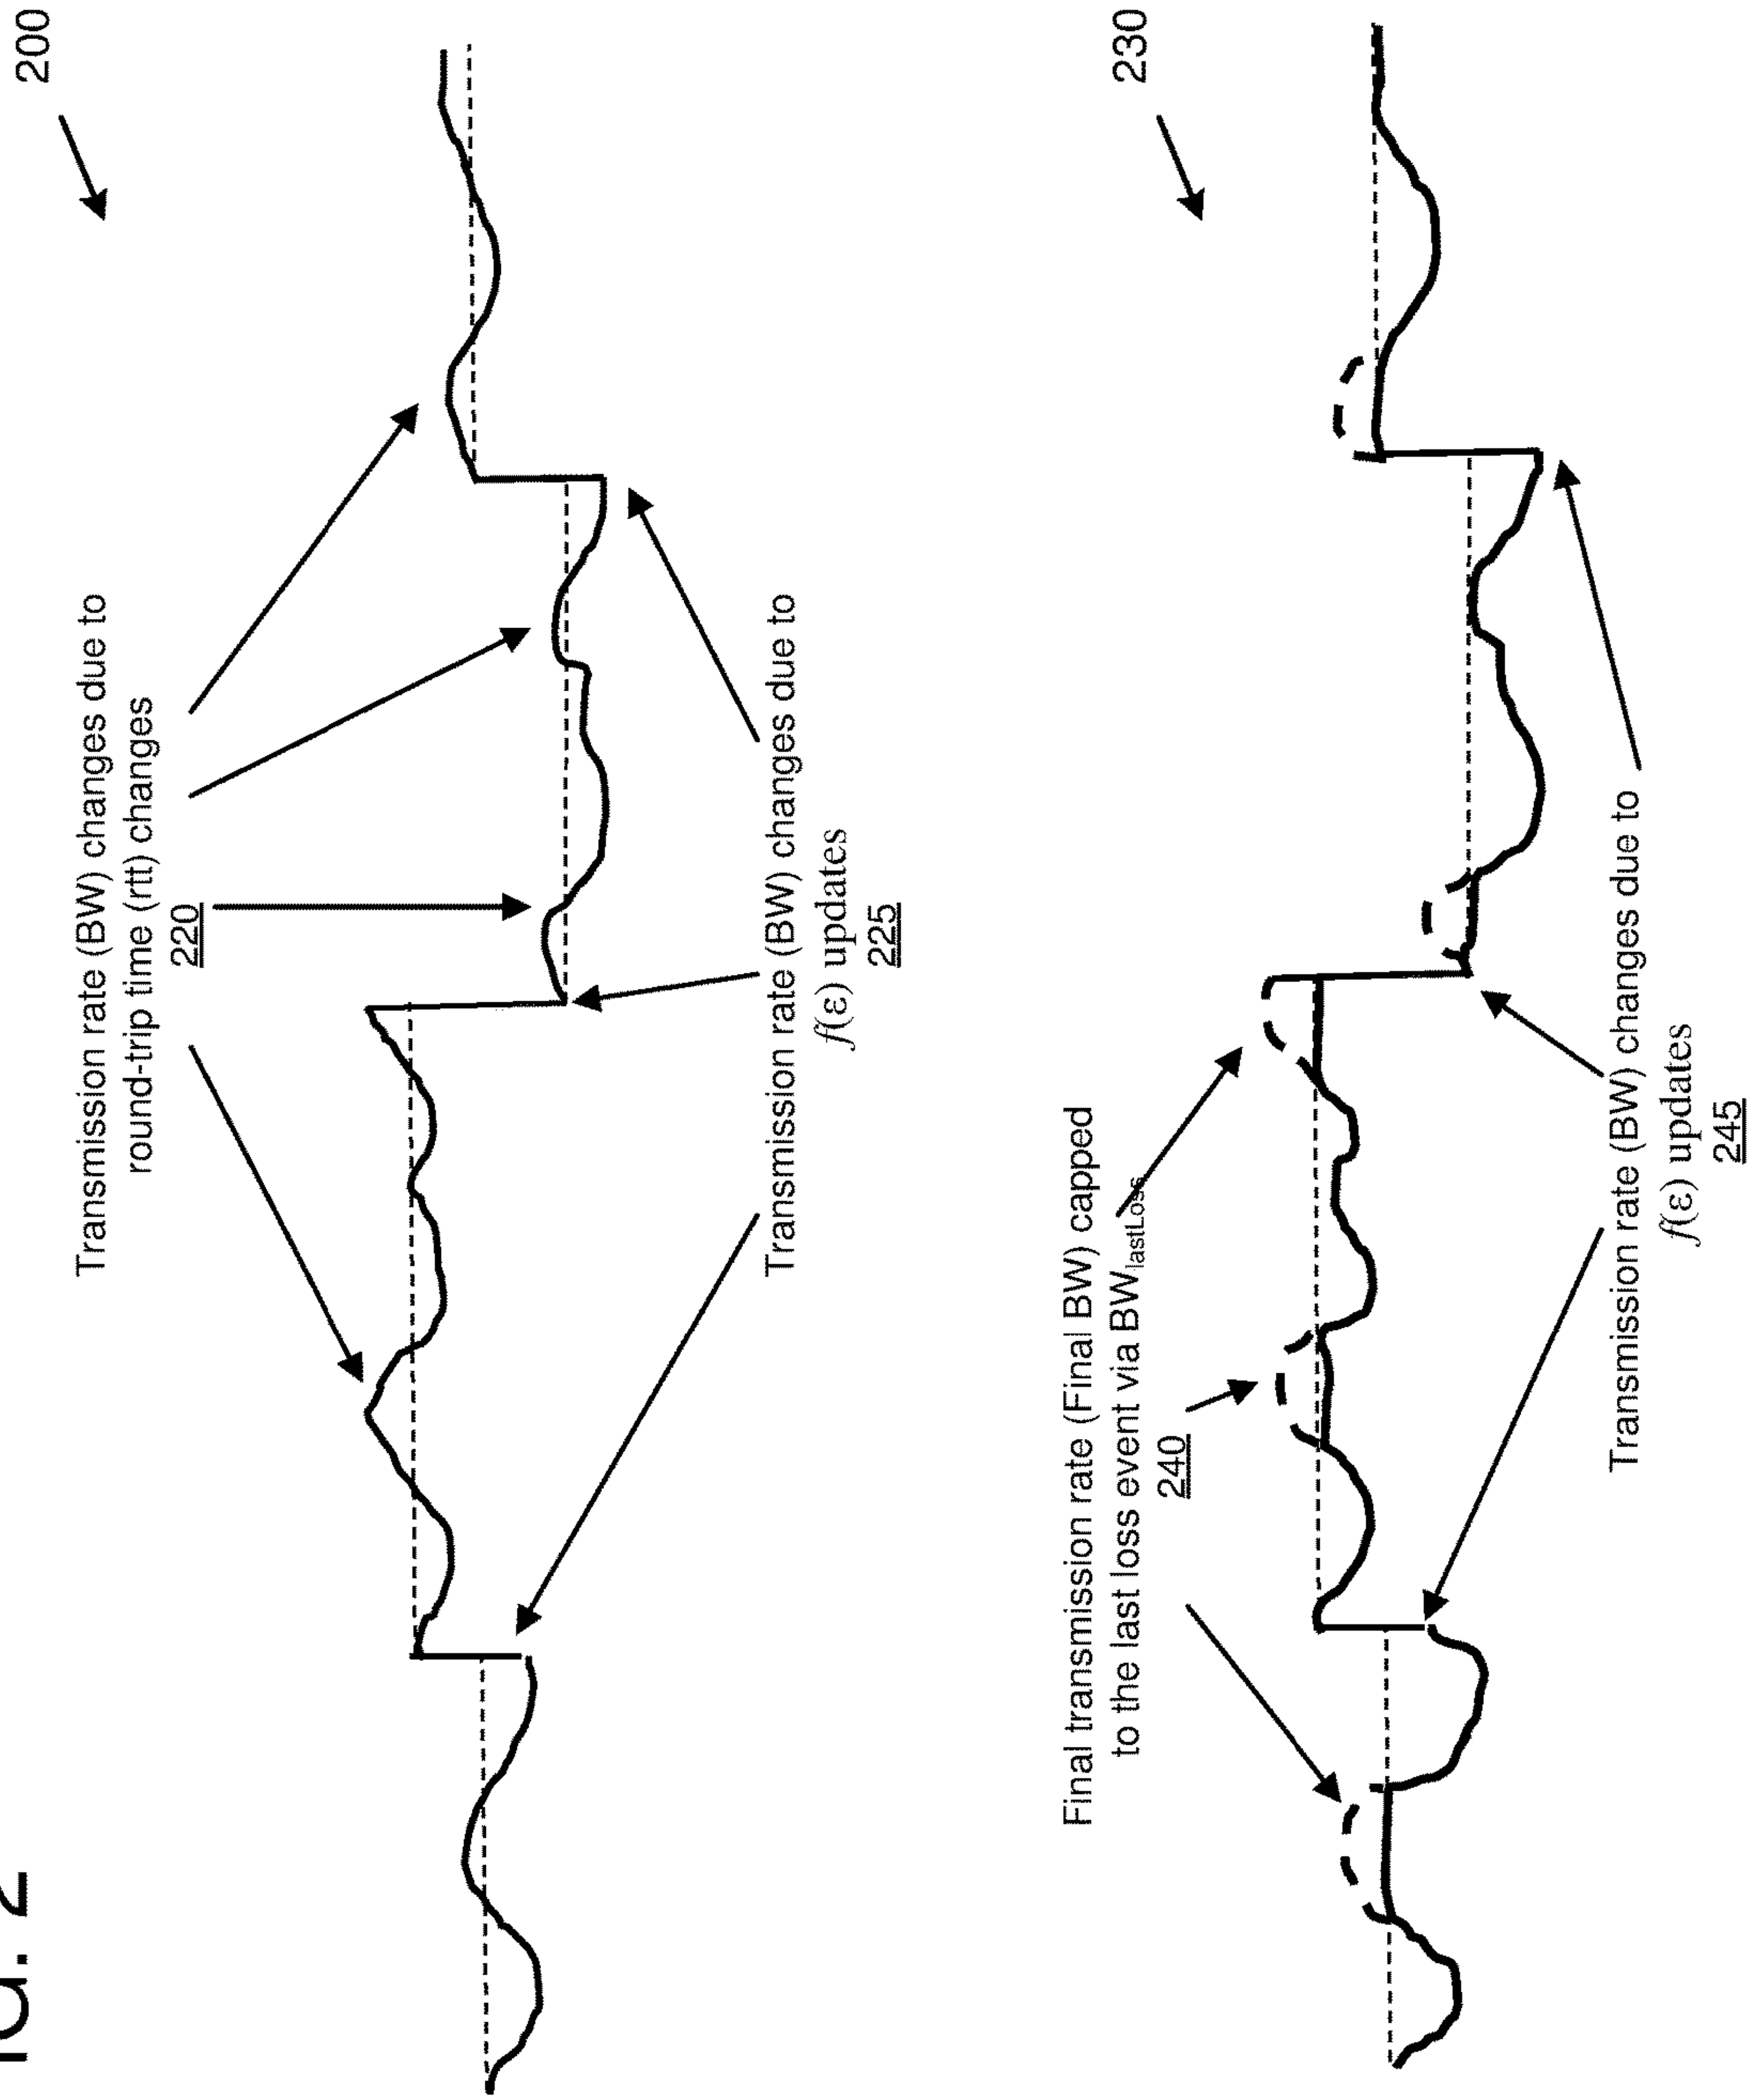 FIG. 2
200
Transmission rate (BW) changes due to
round-trip time (rtt) changes
220
Transmission rate (BW) changes due to
f(ε) updates
225
230
Final transmission rate (Final BW) capped
to the last loss event via BWlastLoss
240
Transmission rate (BW) changes due to
f(ε) updates
245